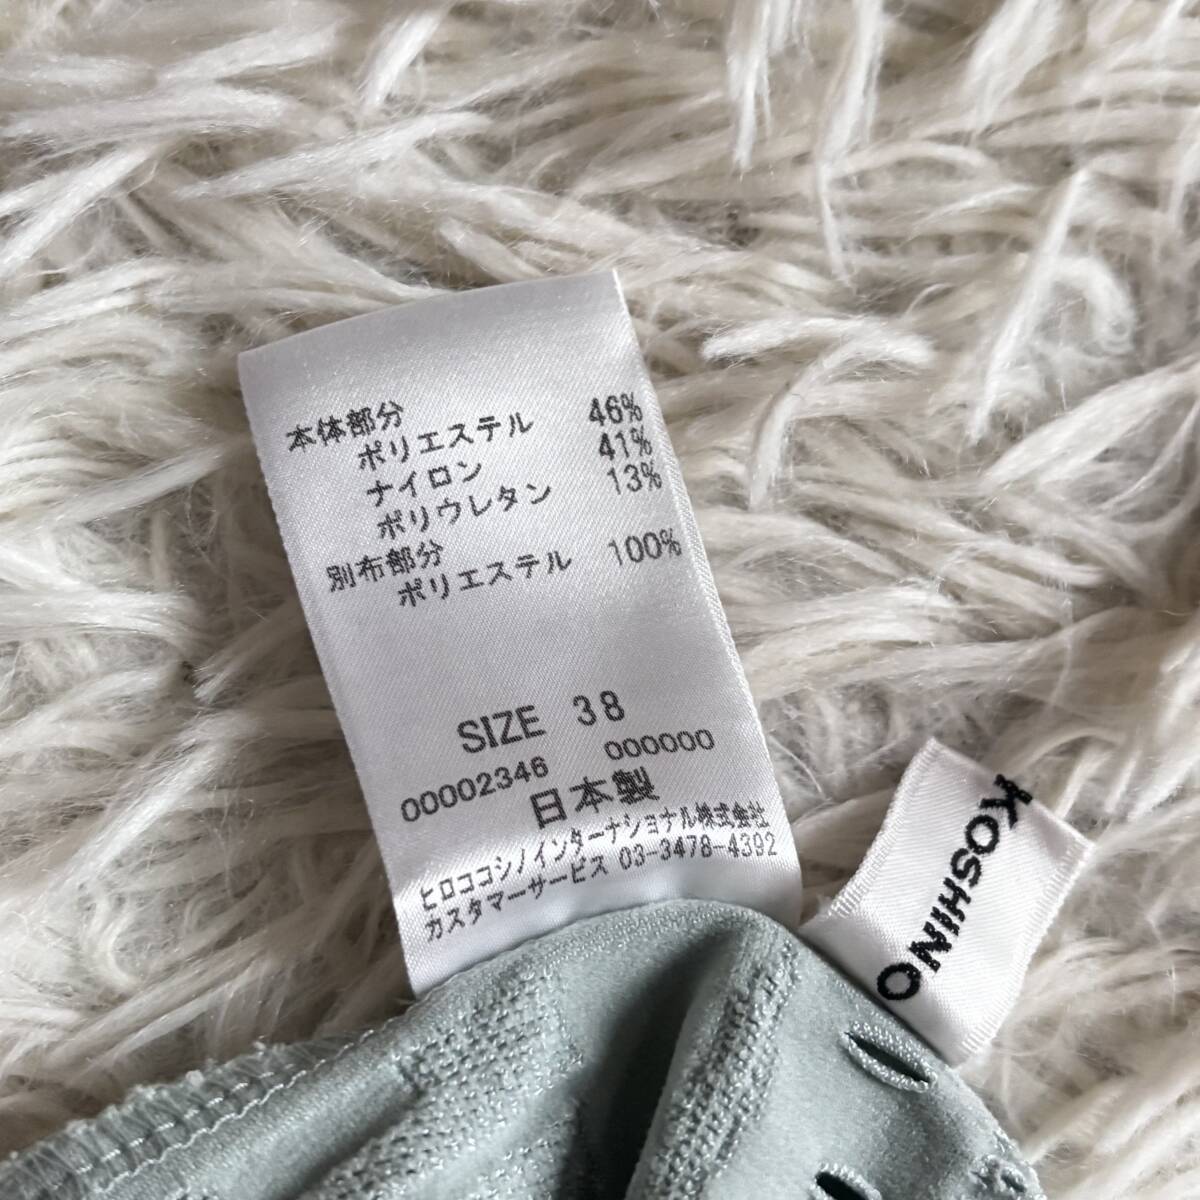 本体部分
ポリエステル 46%
ナイロン 41%
ポリウレタン 13%
別布部分
ポリエステル 100%
SIZE 38
00002346 000000
日本製
ヒロココシノインターナショナル株式会社
カスタマーサービス 03-3478-4392
KOSHINO